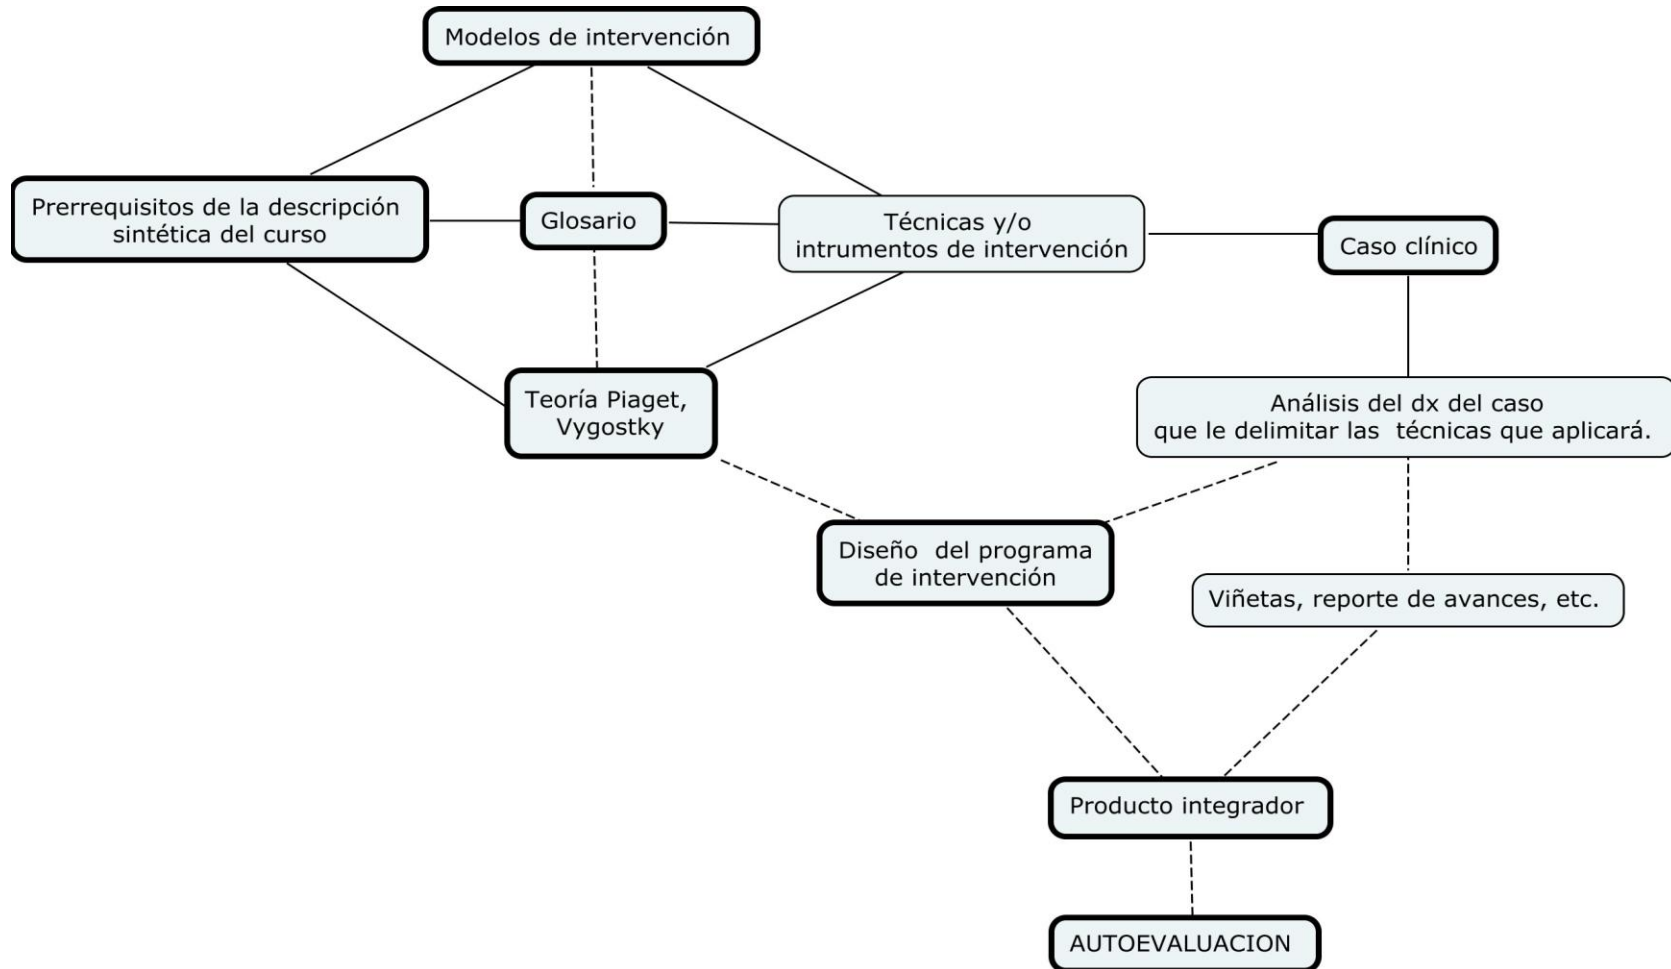 Modelos de intervención
Prerrequisitos de la descripción
sintética del curso
Glosario
Técnicas y/o
intrumentos de intervención
Caso clínico
Teoría Piaget,
Vygostky
Análisis del dx del caso
que le delimitar las técnicas que aplicará.
Diseño del programa
de intervención
Viñetas, reporte de avances, etc.
Producto integrador
AUTOEVALUACION